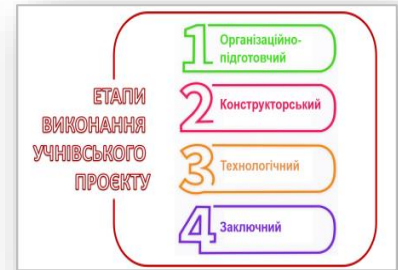 ЕТАПИ
ВИКОНАННЯ
УЧНІВСЬКОГО
ПРОЄКТУ
1 Організаційно-
підготовчий
2 Конструкторський
3 Технологічний
4 Заключний